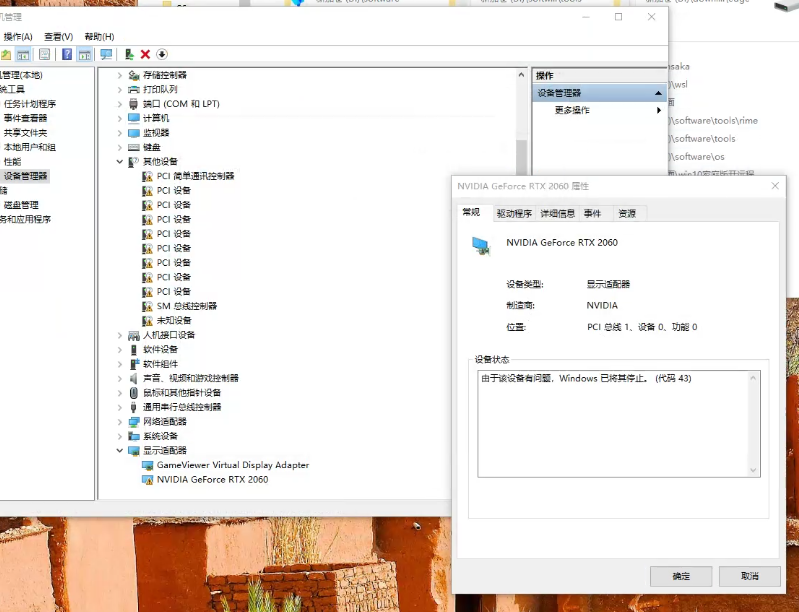 机管理
操作(A) 查看(V) 帮助(H)
机管理(本地)
统工具
任务计划程序
事件查看器
共享文件夹
本地用户和组
性能
设备管理器
储
磁盘管理
务和应用程序
存储控制器
打印队列
端口 (COM 和 LPT)
计算机
监视器
键盘
其他设备
PCI 简单通讯控制器
PCI 设备
PCI 设备
PCI 设备
PCI 设备
PCI 设备
PCI 设备
PCI 设备
PCI 设备
SM 总线控制器
未知设备
人机接口设备
软件设备
软件组件
声音、视频和游戏控制器
鼠标和其他指针设备
通用串行总线控制器
网络适配器
系统设备
显示适配器
GameViewer Virtual Display Adapter
NVIDIA GeForce RTX 2060
操作
设备管理器
更多操作
saka
)\wsl
)\software\tools\rime
)\software\tools
)\software\os
NVIDIA GeForce RTX 2060 属性
常规 驱动程序 详细信息 事件 资源
NVIDIA GeForce RTX 2060
设备类型: 显示适配器
制造商: NVIDIA
位置: PCI 总线 1、设备 0、功能 0
设备状态
由于该设备有问题，Windows 已将其停止。 (代码 43)
确定 取消